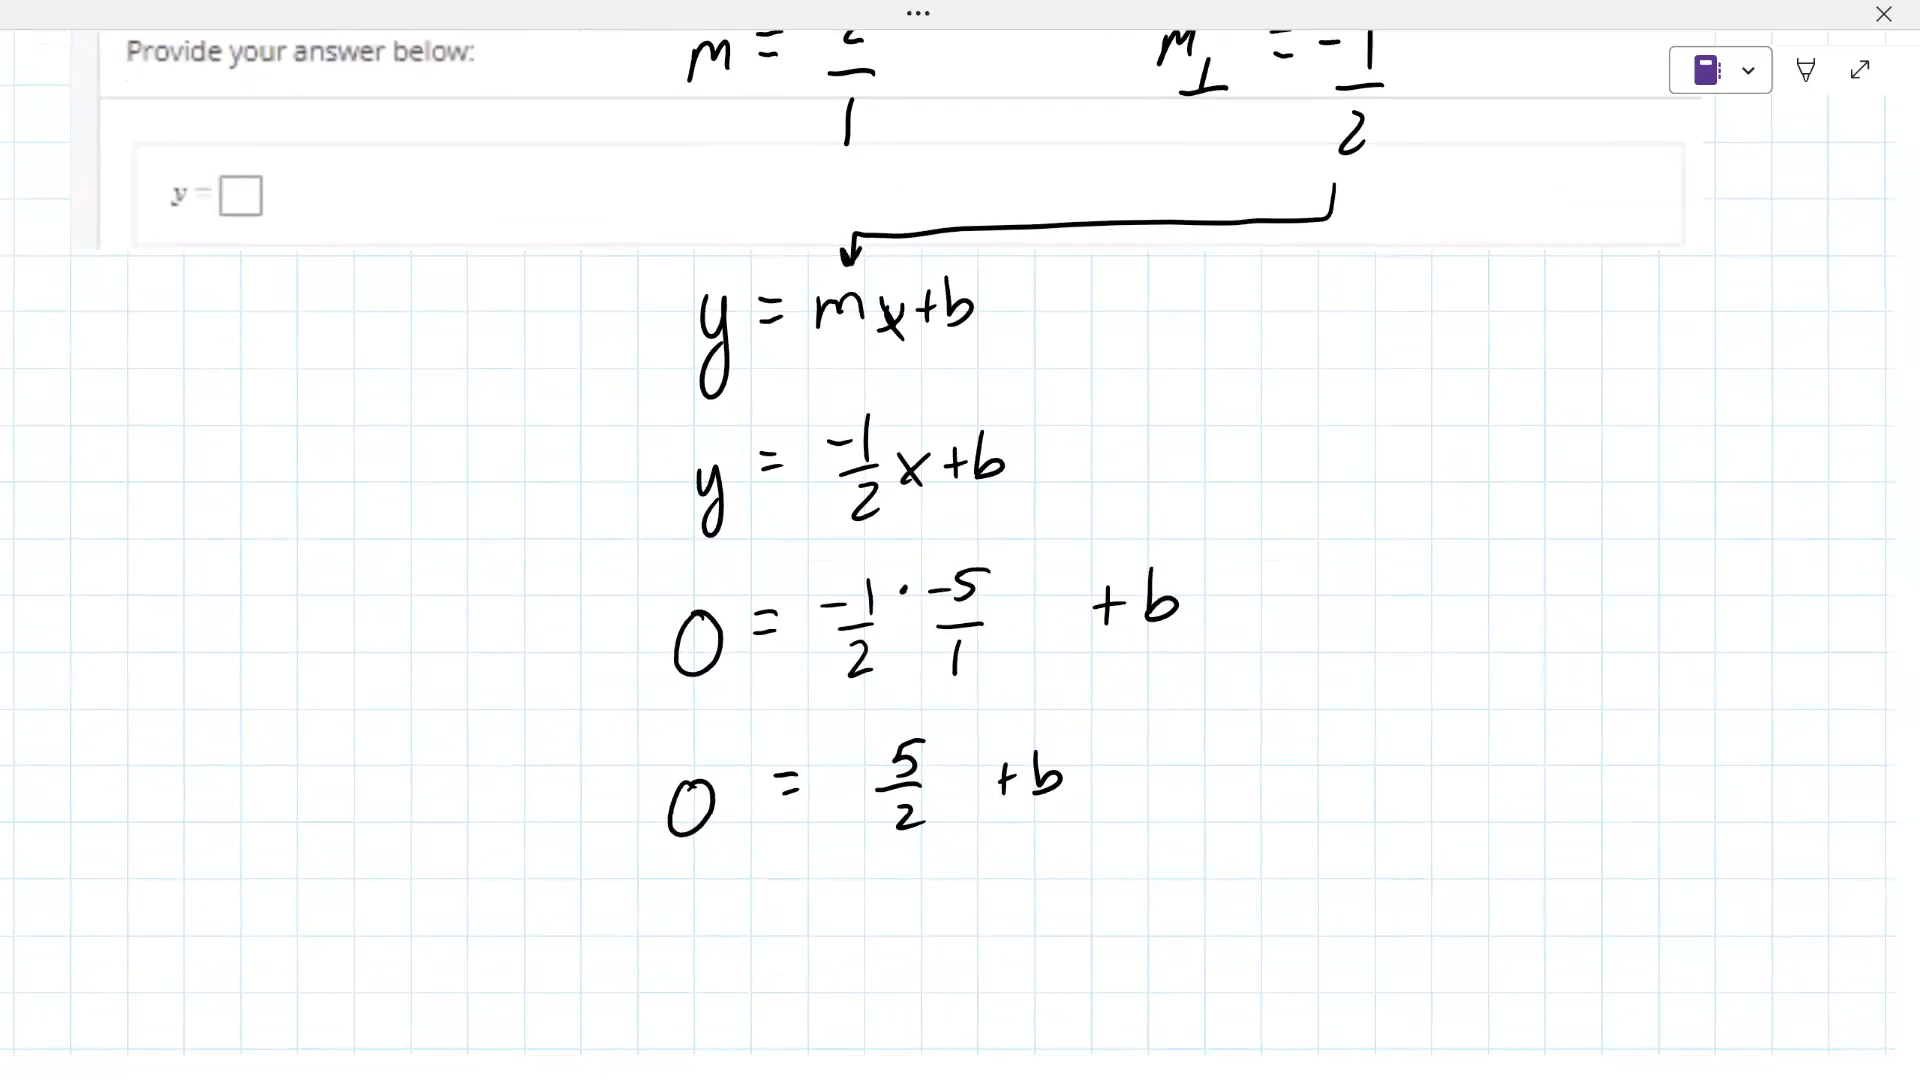 Provide your answer below:
m = 2/1
m⊥ = -1/2
y =
y = mx+b
y = -1/2 x+b
0 = -1/2 · -5/1 +b
0 = 5/2 +b